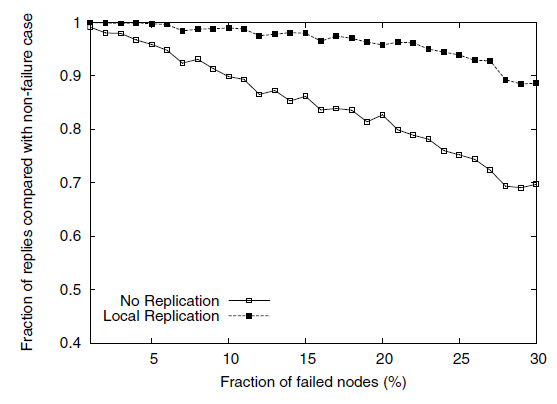 Fraction of replies compared with non-failure case
1
0.9
0.8
0.7
0.6
0.5
0.4
No Replication
Local Replication
5 10 15 20 25 30
Fraction of failed nodes (%)